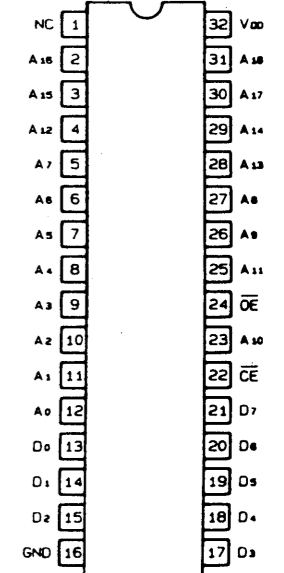 NC 1 32 VDD
A16 2 31 A18
A15 3 30 A17
A12 4 29 A14
A7 5 28 A13
A6 6 27 A8
A5 7 26 A9
A4 8 25 A11
A3 9 24 OE
A2 10 23 A10
A1 11 22 CE
A0 12 21 D7
D0 13 20 D6
D1 14 19 D5
D2 15 18 D4
GND 16 17 D3